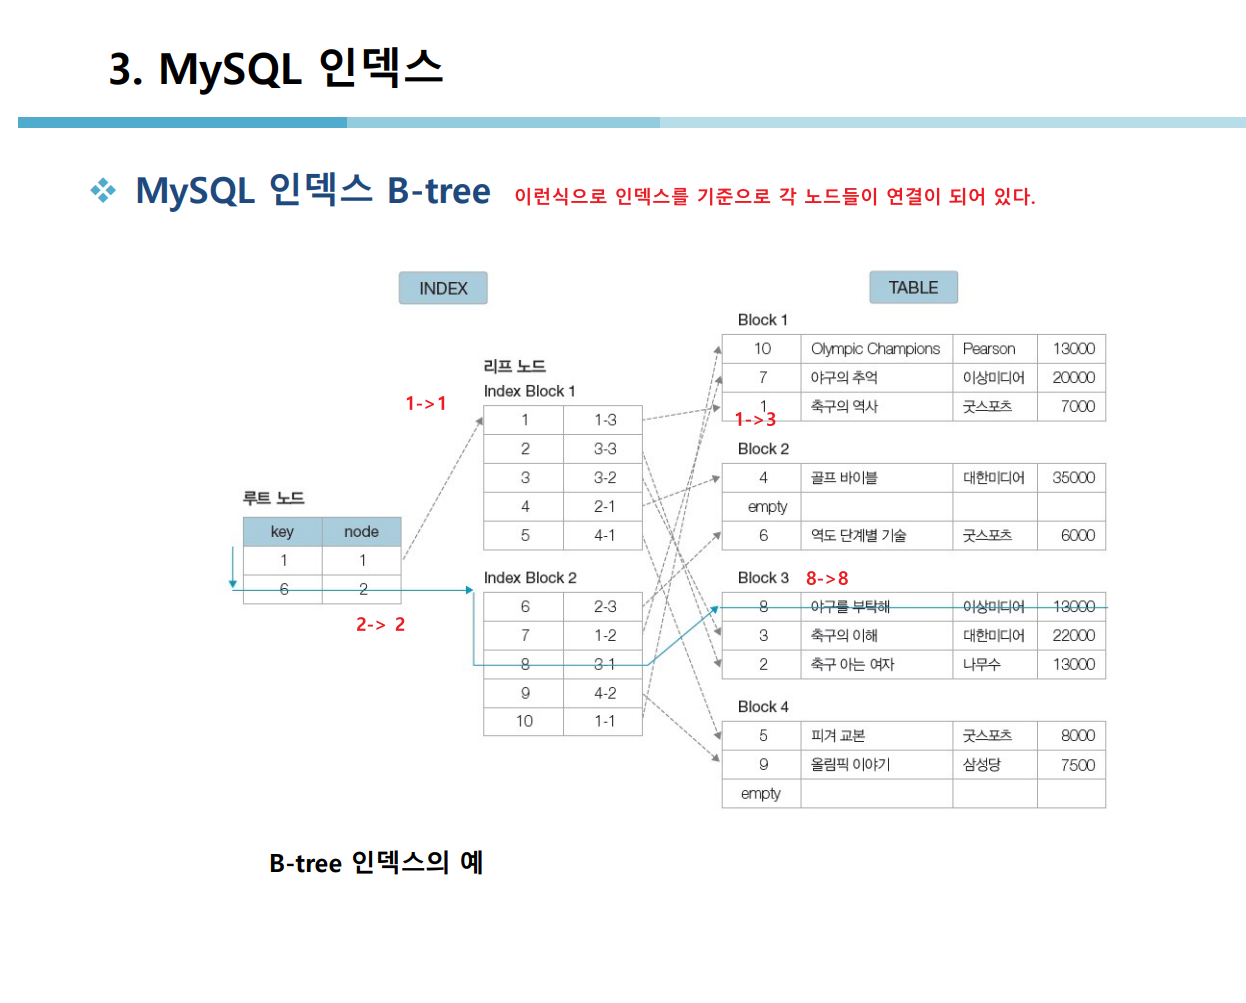 3. MySQL 인덱스
❖ MySQL 인덱스 B-tree 이런식으로 인덱스를 기준으로 각 노드들이 연결이 되어 있다.
INDEX
TABLE
루트 노드
key node
1 1
6 2
1->1
2-> 2
리프 노드
Index Block 1
1 1-3
2 3-3
3 3-2
4 2-1
5 4-1
Index Block 2
6 2-3
7 1-2
8 3-1
9 4-2
10 1-1
Block 1
10 Olympic Champions Pearson 13000
7 야구의 추억 이상미디어 20000
1 축구의 역사 굿스포츠 7000
1->3
Block 2
4 골프 바이블 대한미디어 35000
empty
6 역도 단계별 기술 굿스포츠 6000
Block 3 8->8
8 야구를 부탁해 이상미디어 13000
3 축구의 이해 대한미디어 22000
2 축구 아는 여자 나무수 13000
Block 4
5 피겨 교본 굿스포츠 8000
9 올림픽 이야기 삼성당 7500
empty
B-tree 인덱스의 예